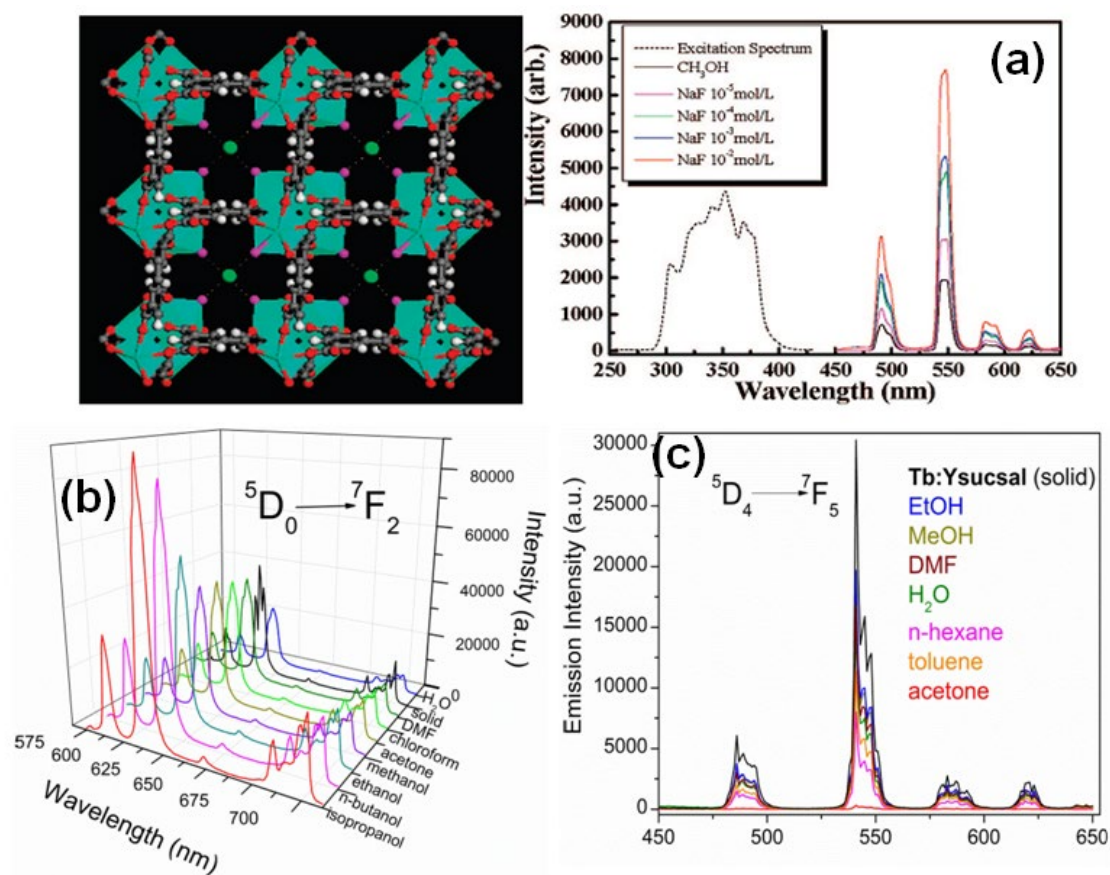 (a)
9000
8000
7000
6000
5000
4000
3000
2000
1000
0
Intensity (arb.)
Excitation Spectrum
CH₃OH
NaF 10⁻⁵mol/L
NaF 10⁻⁴mol/L
NaF 10⁻³mol/L
NaF 10⁻²mol/L
250 300 350 400 450 500 550 600 650
Wavelength (nm)
(b)
⁵D₀ → ⁷F₂
80000
60000
40000
20000
0
Intensity (a.u.)
H₂O
solid
DMF
chloroform
acetone
methanol
ethanol
n-butanol
isopropanol
575 600 625 650 675 700
Wavelength (nm)
(c)
⁵D₄ → ⁷F₅
30000
25000
20000
15000
10000
5000
0
Emission Intensity (a.u.)
Tb:Ysucsal (solid)
EtOH
MeOH
DMF
H₂O
n-hexane
toluene
acetone
450 500 550 600 650